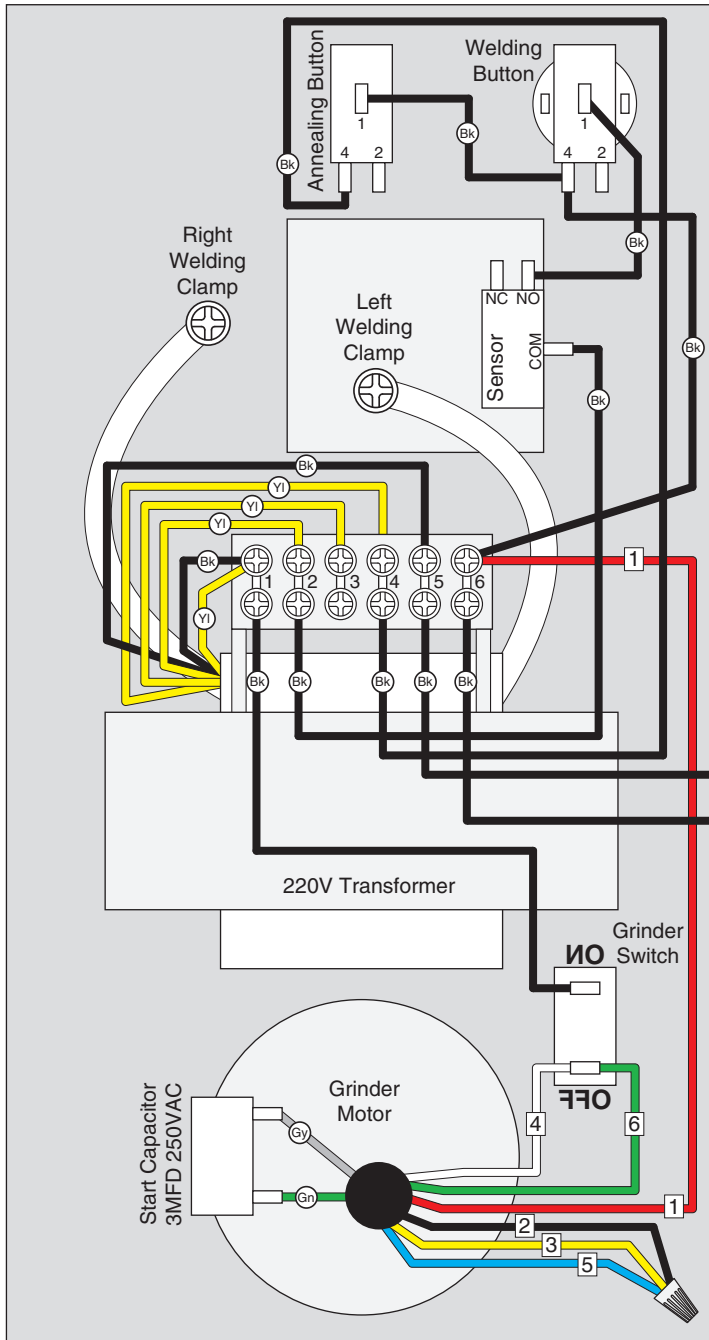 Annealing Button
1
4 2
Bk
Bk
Welding
Button
1
4 2
Bk
Bk
Right
Welding
Clamp
Left
Welding
Clamp
NC NO
COM
Sensor
Bk
Bk
Yl
Yl
Yl
Bk
Yl
1 2 3 4 5 6
1
Bk Bk Bk Bk Bk
220V Transformer
Grinder
Switch
ON
OFF
4
6
Start Capacitor
3MFD 250VAC
Grinder
Motor
Gy
Gn
1
2
3
5